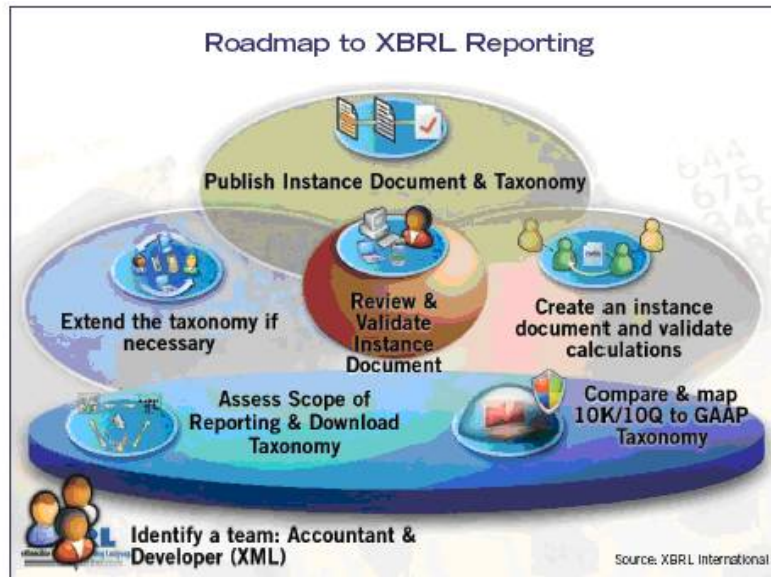 Roadmap to XBRL Reporting
Publish Instance Document & Taxonomy
Extend the taxonomy if
necessary
Review &
Validate
Instance
Document
Create an instance
document and validate
calculations
Assess Scope of
Reporting & Download
Taxonomy
Compare & map
10K/10Q to GAAP
Taxonomy
Identify a team: Accountant &
Developer (XML)
Source: XBRL International
644
675